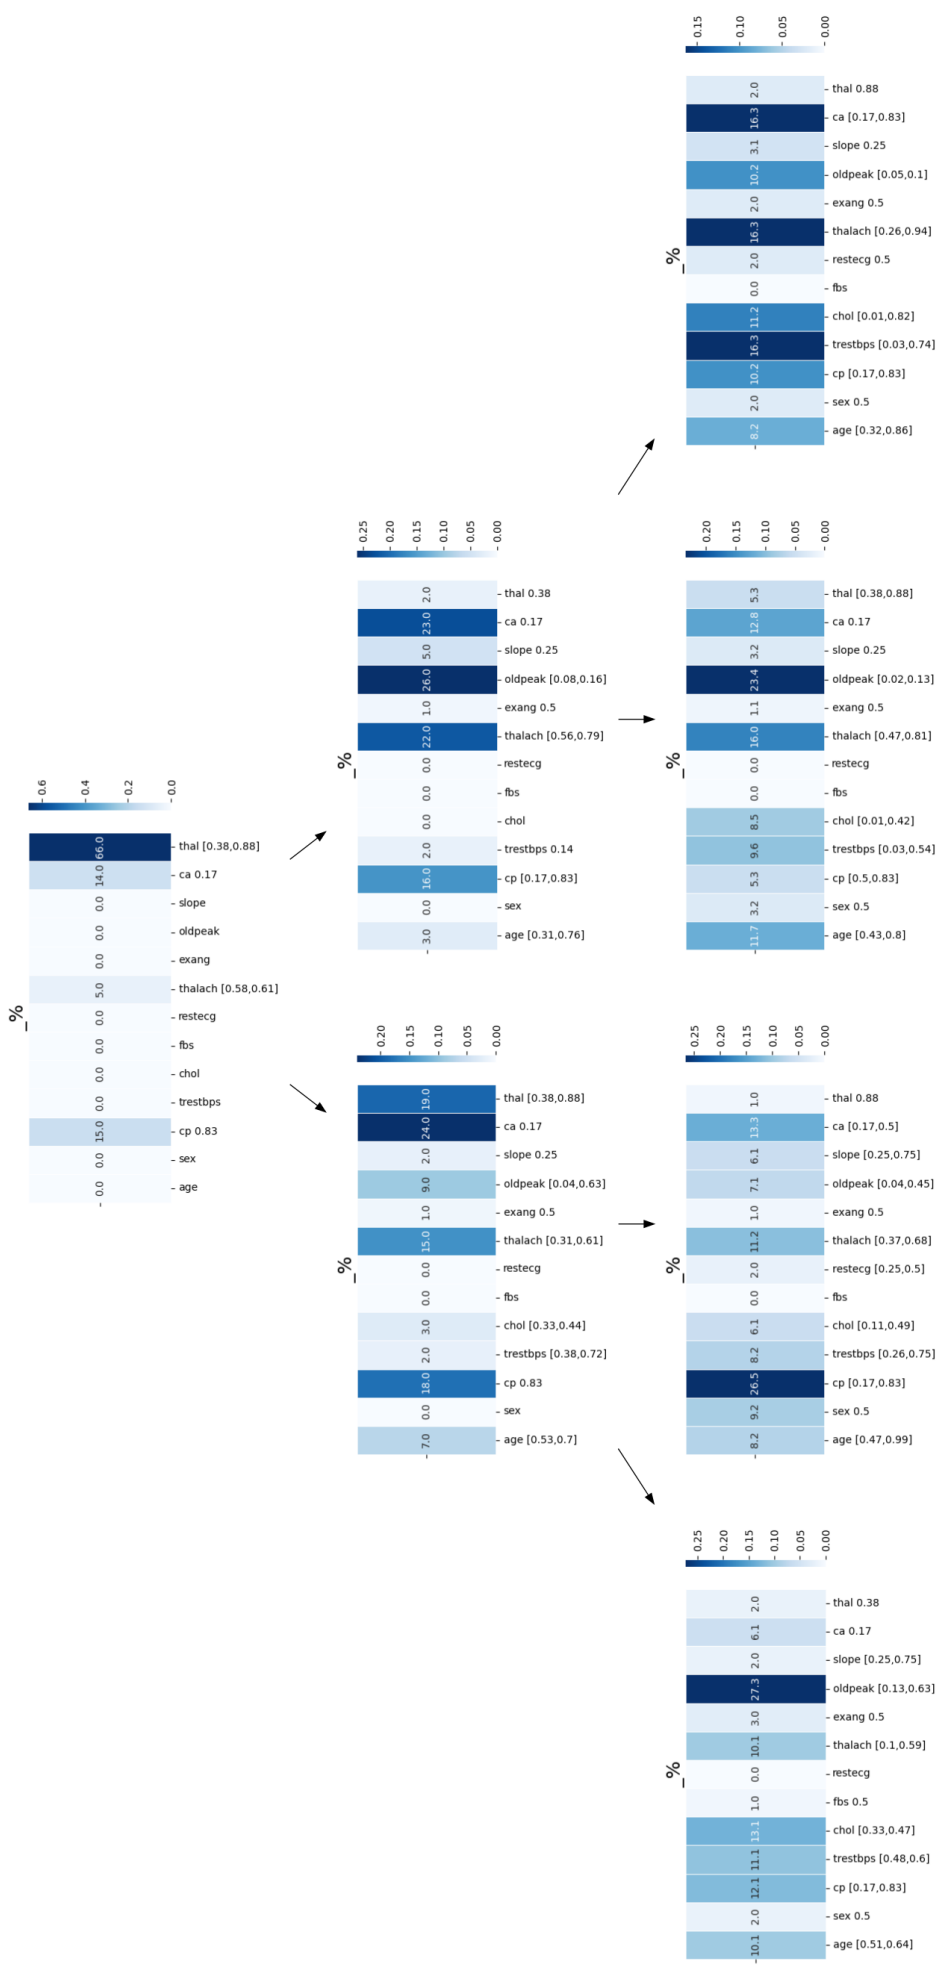 0.6
0.4
0.2
0.0
_%
66.0 thal [0.38,0.88]
14.0 ca 0.17
0.0 slope
0.0 oldpeak
0.0 exang
5.0 thalach [0.58,0.61]
0.0 restecg
0.0 fbs
0.0 chol
0.0 trestbps
15.0 cp 0.83
0.0 sex
0.0 age
0.25
0.20
0.15
0.10
0.05
0.00
_%
2.0 thal 0.38
23.0 ca 0.17
5.0 slope 0.25
26.0 oldpeak [0.08,0.16]
1.0 exang 0.5
22.0 thalach [0.56,0.79]
0.0 restecg
0.0 fbs
0.0 chol
2.0 trestbps 0.14
16.0 cp [0.17,0.83]
0.0 sex
3.0 age [0.31,0.76]
0.20
0.15
0.10
0.05
0.00
_%
19.0 thal [0.38,0.88]
24.0 ca 0.17
2.0 slope 0.25
9.0 oldpeak [0.04,0.63]
1.0 exang 0.5
15.0 thalach [0.31,0.61]
0.0 restecg
0.0 fbs
3.0 chol [0.33,0.44]
2.0 trestbps [0.38,0.72]
18.0 cp 0.83
0.0 sex
7.0 age [0.53,0.7]
0.15
0.10
0.05
0.00
_%
2.0 thal 0.88
16.3 ca [0.17,0.83]
3.1 slope 0.25
10.2 oldpeak [0.05,0.1]
2.0 exang 0.5
16.3 thalach [0.26,0.94]
2.0 restecg 0.5
0.0 fbs
11.2 chol [0.01,0.82]
16.3 trestbps [0.03,0.74]
10.2 cp [0.17,0.83]
2.0 sex 0.5
8.2 age [0.32,0.86]
0.20
0.15
0.10
0.05
0.00
_%
5.3 thal [0.38,0.88]
12.8 ca 0.17
3.2 slope 0.25
23.4 oldpeak [0.02,0.13]
1.1 exang 0.5
16.0 thalach [0.47,0.81]
0.0 restecg
0.0 fbs
8.5 chol [0.01,0.42]
9.6 trestbps [0.03,0.54]
5.3 cp [0.5,0.83]
3.2 sex 0.5
11.7 age [0.43,0.8]
0.25
0.20
0.15
0.10
0.05
0.00
_%
1.0 thal 0.88
13.3 ca [0.17,0.5]
6.1 slope [0.25,0.75]
7.1 oldpeak [0.04,0.45]
1.0 exang 0.5
11.2 thalach [0.37,0.68]
2.0 restecg [0.25,0.5]
0.0 fbs
6.1 chol [0.11,0.49]
8.2 trestbps [0.26,0.75]
26.5 cp [0.17,0.83]
9.2 sex 0.5
8.2 age [0.47,0.99]
0.25
0.20
0.15
0.10
0.05
0.00
_%
2.0 thal 0.38
6.1 ca 0.17
2.0 slope [0.25,0.75]
27.3 oldpeak [0.13,0.63]
3.0 exang 0.5
10.1 thalach [0.1,0.59]
0.0 restecg
1.0 fbs 0.5
13.1 chol [0.33,0.47]
11.1 trestbps [0.48,0.6]
12.1 cp [0.17,0.83]
2.0 sex 0.5
10.1 age [0.51,0.64]